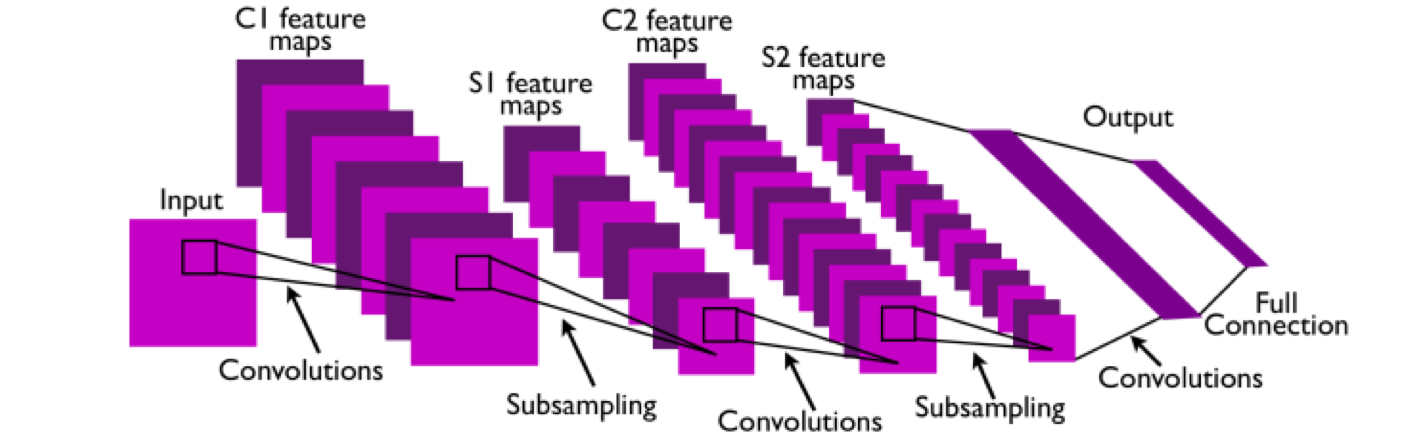 C1 feature
maps
C2 feature
maps
S1 feature
maps
S2 feature
maps
Output
Input
Full
Connection
Convolutions
Subsampling
Convolutions
Subsampling
Convolutions